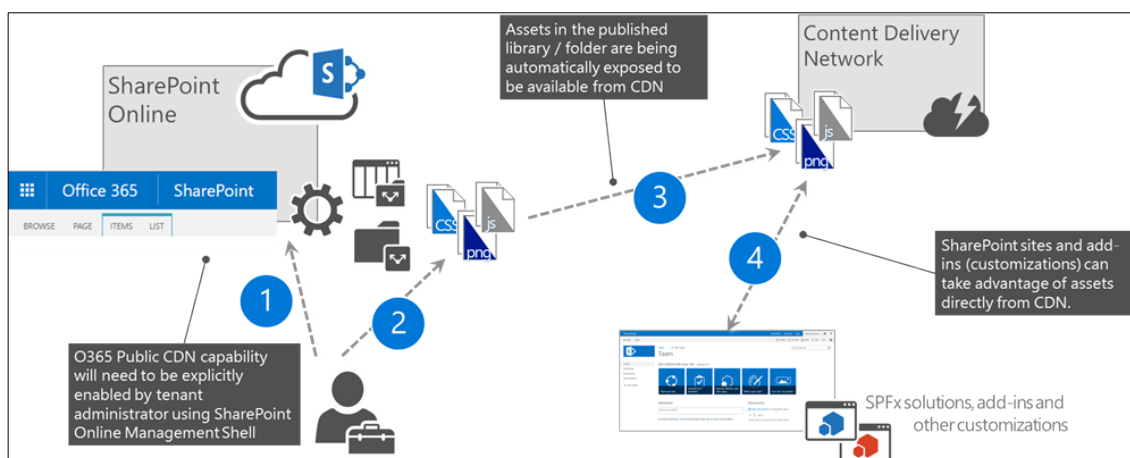 SharePoint
Online
S
Office 365
SharePoint
BROWSE
PAGE
ITEMS
LIST
Assets in the published
library / folder are being
automatically exposed to
be available from CDN
Content Delivery
Network
CSS
js
png
CSS
js
png
1
2
3
4
O365 Public CDN capability
will need to be explicitly
enabled by tenant
administrator using SharePoint
Online Management Shell
SharePoint sites and add-
ins (customizations) can
take advantage of assets
directly from CDN.
Team
SPFx solutions, add-ins and
other customizations